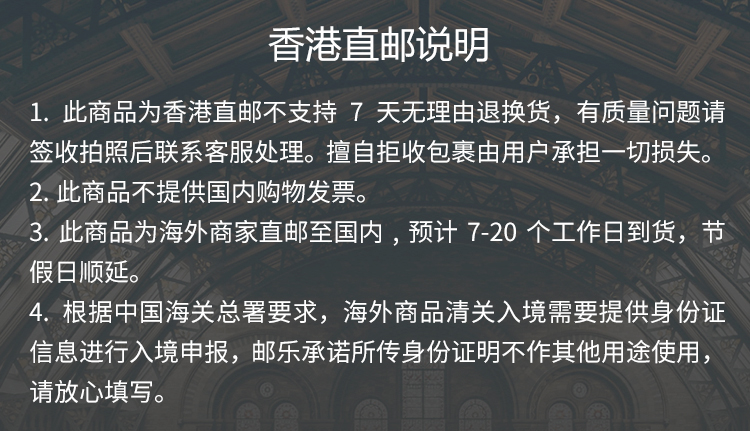 香港直邮说明
1. 此商品为香港直邮不支持 7 天无理由退换货，有质量问题请
签收拍照后联系客服处理。擅自拒收包裹由用户承担一切损失。
2. 此商品不提供国内购物发票。
3. 此商品为海外商家直邮至国内 , 预计 7-20 个工作日到货，节
假日顺延。
4. 根据中国海关总署要求，海外商品清关入境需要提供身份证
信息进行入境申报，邮乐承诺所传身份证明不作其他用途使用，
请放心填写。